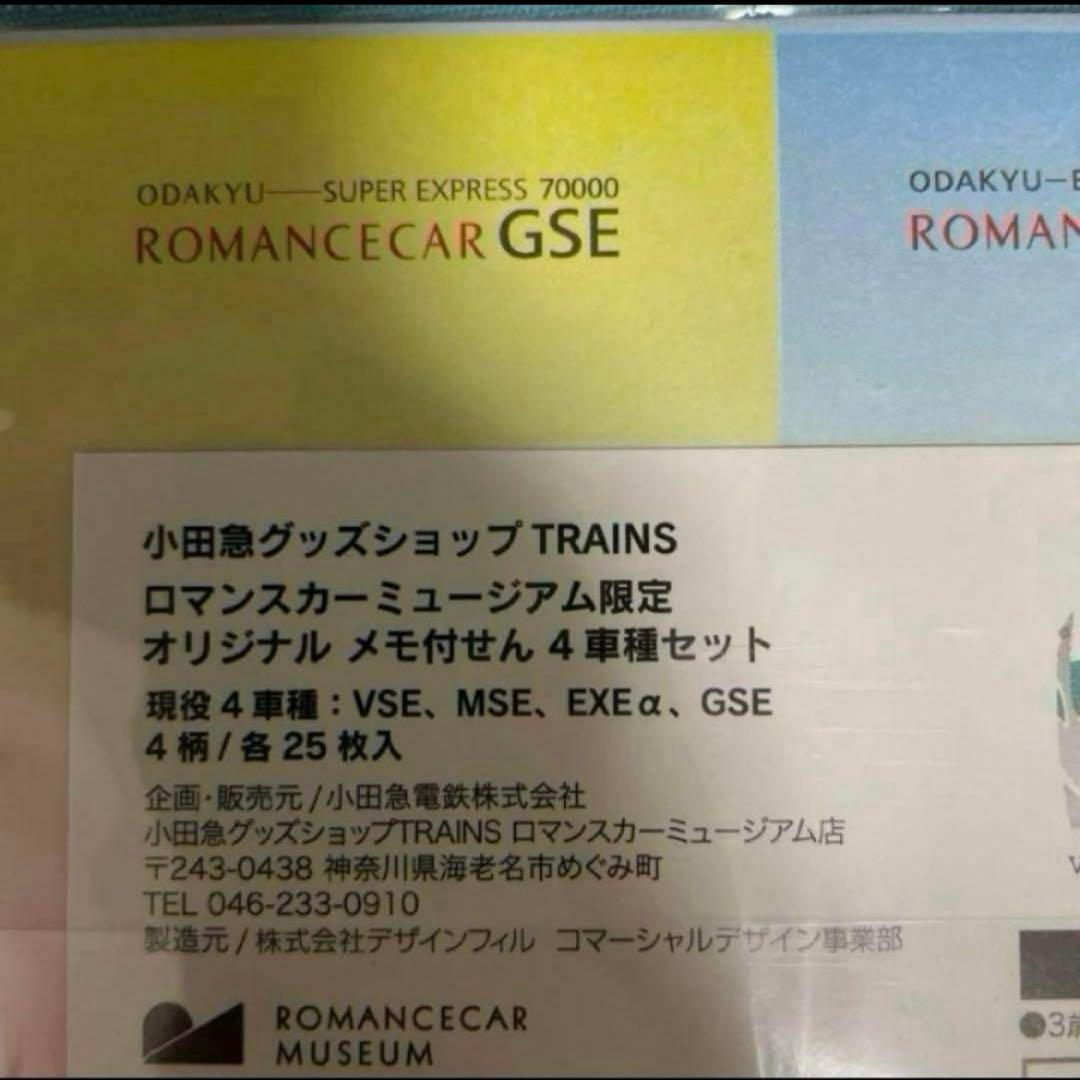 ODAKYU——SUPER EXPRESS 70000
ROMANCECAR GSE
ODAKYU—E
ROMAN
小田急グッズショップ TRAINS
ロマンスカーミュージアム限定
オリジナル メモ付せん 4 車種セット
現役 4 車種：VSE、MSE、EXEα、GSE
4 柄 / 各 25 枚入
企画・販売元 / 小田急電鉄株式会社
小田急グッズショップTRAINS ロマンスカーミュージアム店
〒243-0438 神奈川県海老名市めぐみ町
TEL 046-233-0910
製造元 / 株式会社デザインフィル コマーシャルデザイン事業部
ROMANCECAR
MUSEUM
●3歳